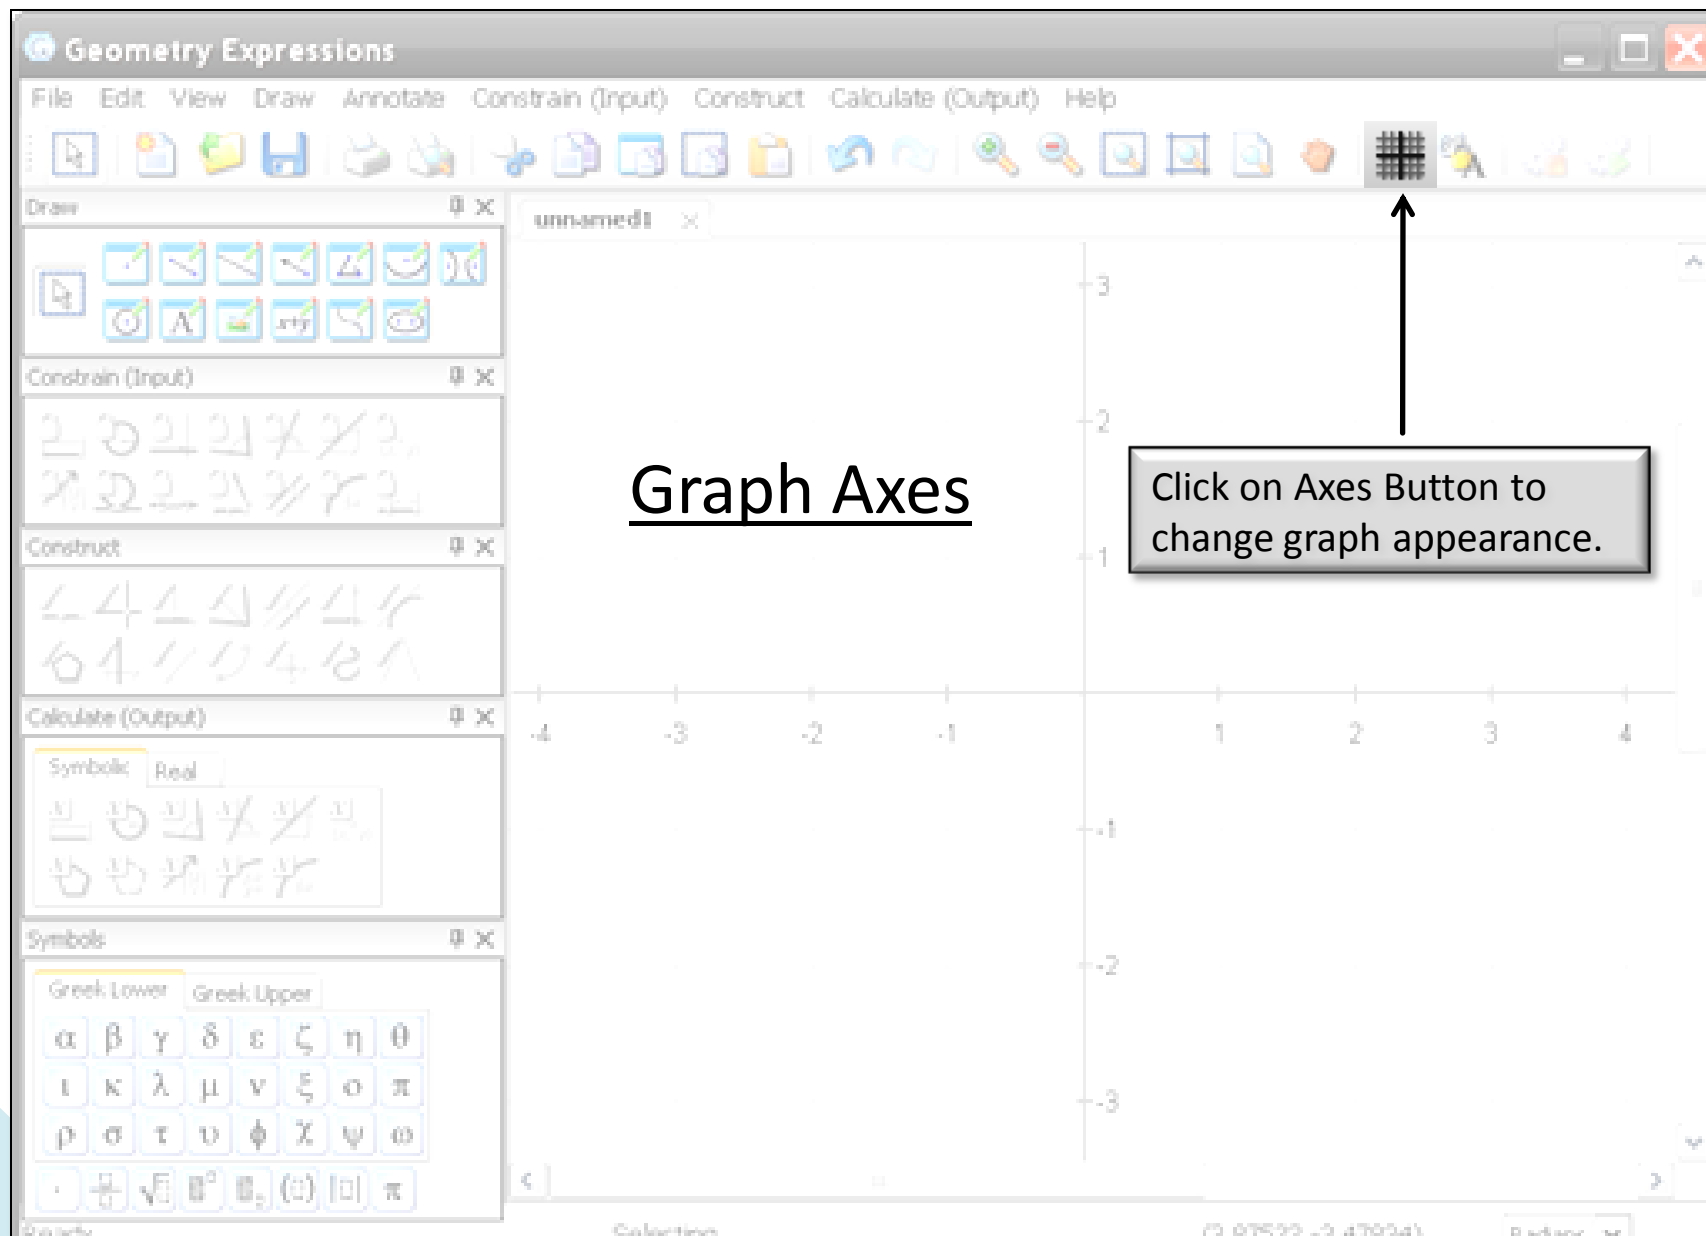 Geometry Expressions
File Edit View Draw Annotate Constrain (Input) Construct Calculate (Output) Help
Draw
unnamed1
A
x+y
Constrain (Input)
Construct
Calculate (Output)
Symbolic Real
Symbols
Greek Lower Greek Upper
α β γ δ ε ζ η θ
ι κ λ μ ν ξ ο π
ρ σ τ υ ϕ χ ψ ω
π
3
2
1
-4 -3 -2 -1 1 2 3 4
-1
-2
-3
Graph Axes
Click on Axes Button to
change graph appearance.
Ready Selecting Radians